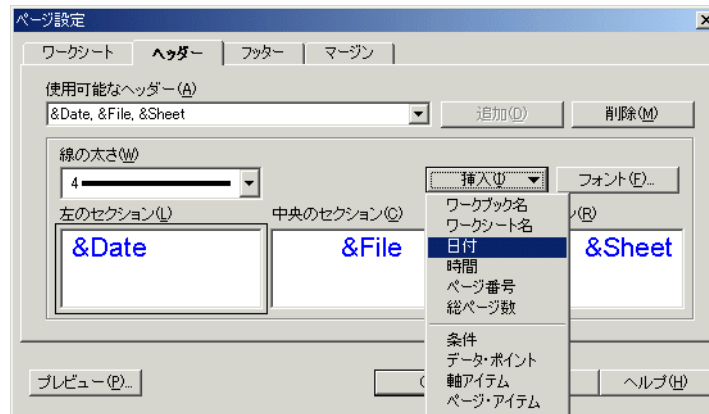 ページ設定
ワークシート ヘッダー フッター マージン
使用可能なヘッダー(A)
&Date, &File, &Sheet
追加(D)
削除(M)
線の太さ(W)
4
挿入(I)
フォント(F)...
左のセクション(L)
中央のセクション(C)
(R)
&Date
&File
&Sheet
ワークブック名
ワークシート名
日付
時間
ページ番号
総ページ数
条件
データ・ポイント
軸アイテム
ページ・アイテム
プレビュー(P)...
ヘルプ(H)